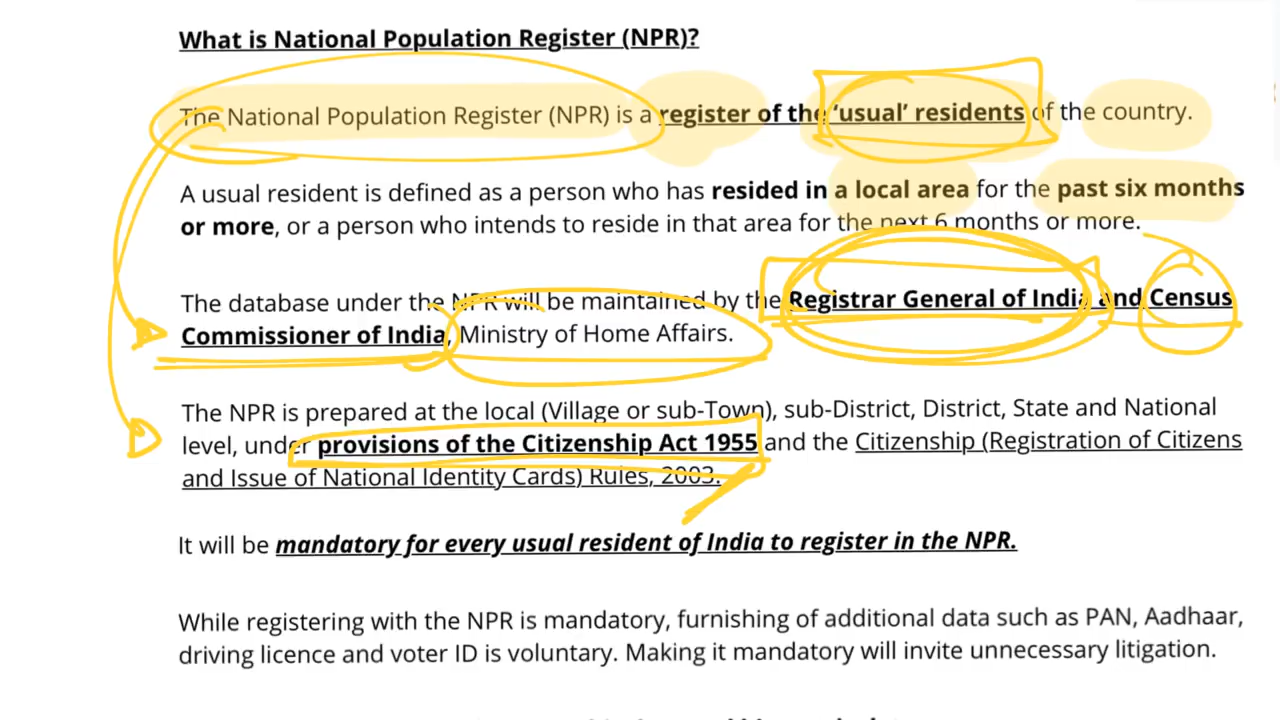 What is National Population Register (NPR)?
The National Population Register (NPR) is a register of the ‘usual’ residents of the country.
A usual resident is defined as a person who has resided in a local area for the past six months
or more, or a person who intends to reside in that area for the next 6 months or more.
The database under the NPR will be maintained by the Registrar General of India and Census
Commissioner of India, Ministry of Home Affairs.
The NPR is prepared at the local (Village or sub-Town), sub-District, District, State and National
level, under provisions of the Citizenship Act 1955 and the Citizenship (Registration of Citizens
and Issue of National Identity Cards) Rules, 2003.
It will be mandatory for every usual resident of India to register in the NPR.
While registering with the NPR is mandatory, furnishing of additional data such as PAN, Aadhaar,
driving licence and voter ID is voluntary. Making it mandatory will invite unnecessary litigation.